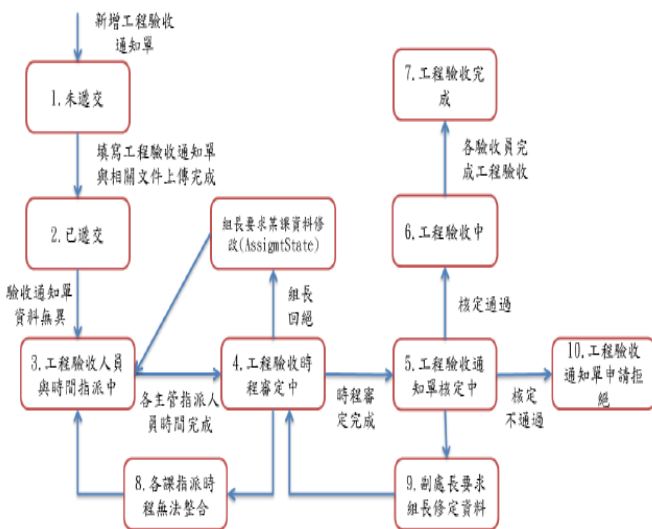 新增工程驗收
通知單
1.未遞交
填寫工程驗收通知單
與相關文件上傳完成
2.已遞交
驗收通知單
資料無異
3.工程驗收人員
與時間指派中
各主管指派人
員時間完成
組長要求某課資料修
改(AssigmtState)
組長
回絕
4.工程驗收時
程審定中
8.各課指派時
程無法整合
時程審
定完成
7.工程驗收完
成
各驗收員完
成工程驗收
6.工程驗收中
核定通過
5.工程驗收通
知單核定中
核定
不通過
10.工程驗收
通知單申請拒
絕
9.副處長要求
組長修定資料